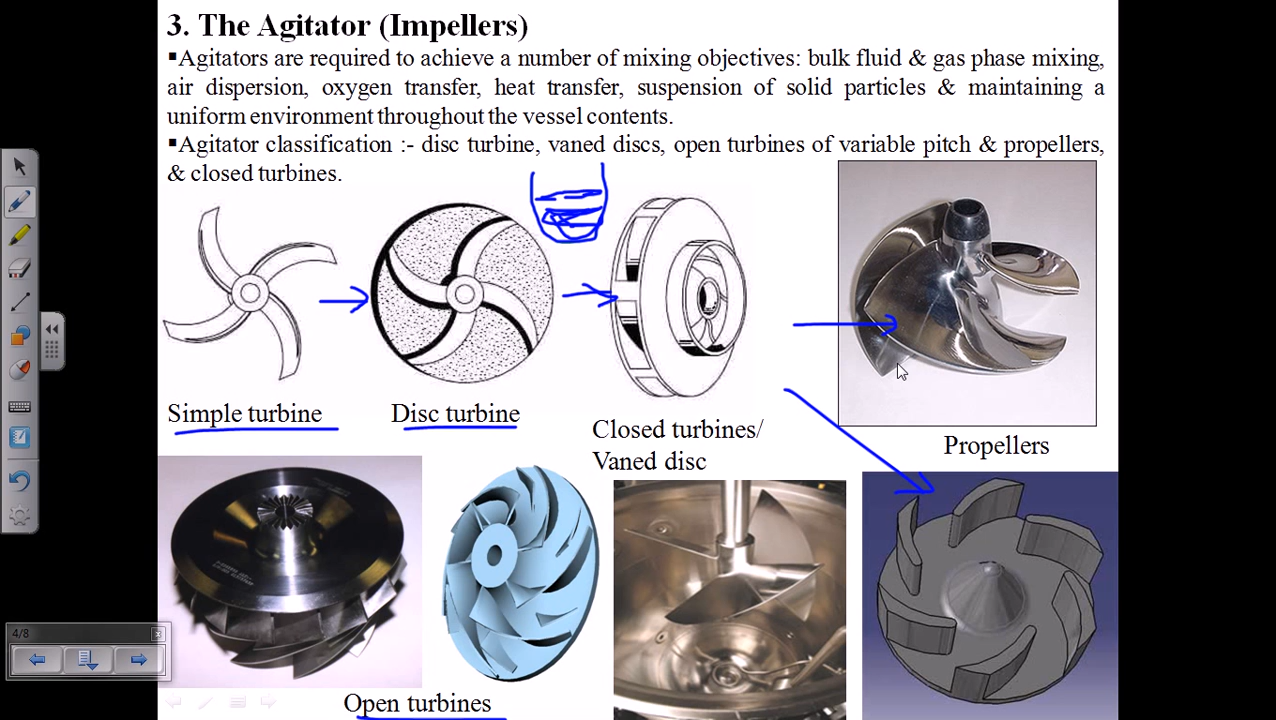 3. The Agitator (Impellers)
▪Agitators are required to achieve a number of mixing objectives: bulk fluid & gas phase mixing,
air dispersion, oxygen transfer, heat transfer, suspension of solid particles & maintaining a
uniform environment throughout the vessel contents.
▪Agitator classification :- disc turbine, vaned discs, open turbines of variable pitch & propellers,
& closed turbines.
Simple turbine
Disc turbine
Closed turbines/
Vaned disc
Propellers
4/8
Open turbines